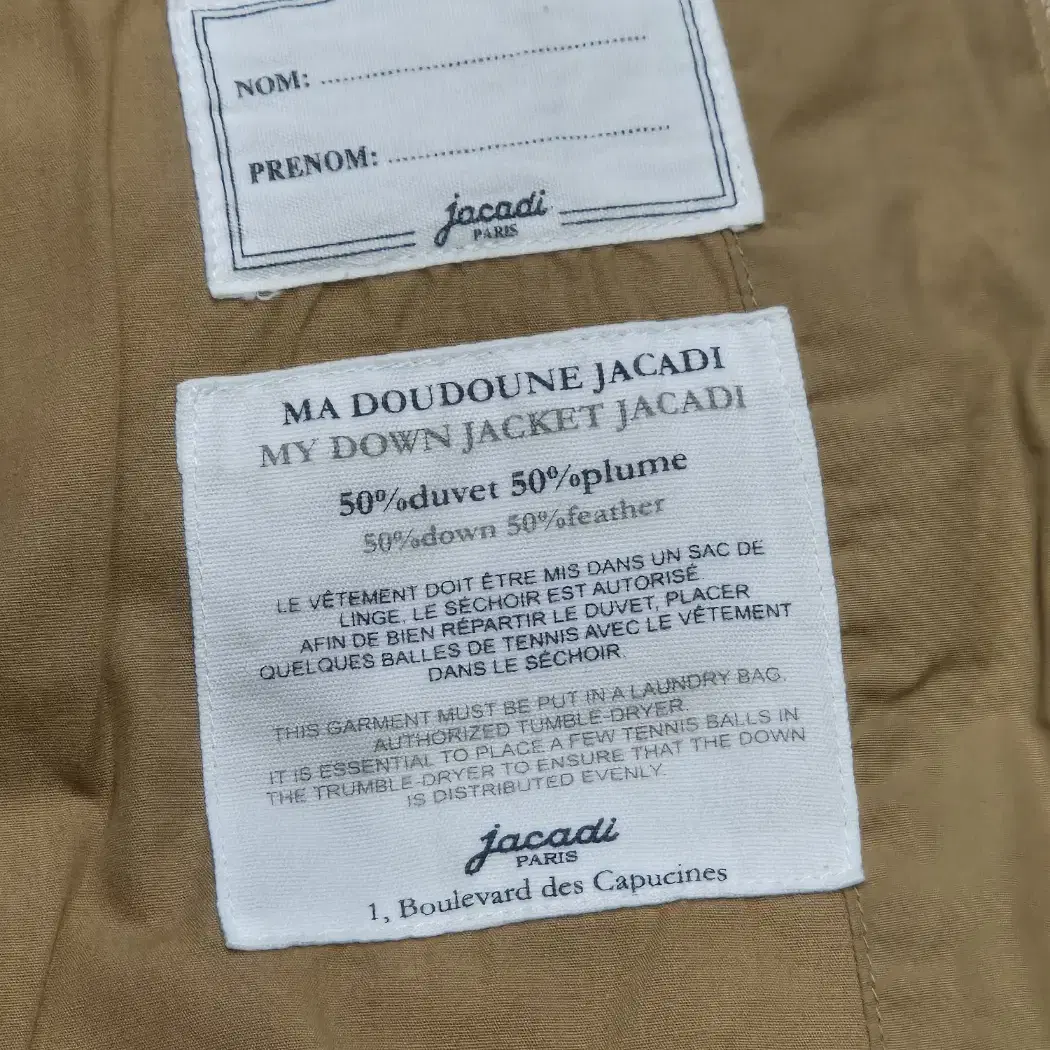 NOM: ........................................
PRENOM: ........................................
jacadi
PARIS
MA DOUDOUNE JACADI
MY DOWN JACKET JACADI
50%duvet 50%plume
50%down 50%feather
LE VÊTEMENT DOIT ÊTRE MIS DANS UN SAC DE
LINGE, LE SÉCHOIR EST AUTORISÉ
AFIN DE BIEN RÉPARTIR LE DUVET, PLACER
QUELQUES BALLES DE TENNIS AVEC LE VÊTEMENT
DANS LE SÉCHOIR.
THIS GARMENT MUST BE PUT IN A LAUNDRY BAG,
AUTHORIZED TUMBLE-DRYER.
IT IS ESSENTIAL TO PLACE A FEW TENNIS BALLS IN
THE TRUMBLE-DRYER TO ENSURE THAT THE DOWN
IS DISTRIBUTED EVENLY.
jacadi
PARIS
1, Boulevard des Capucines